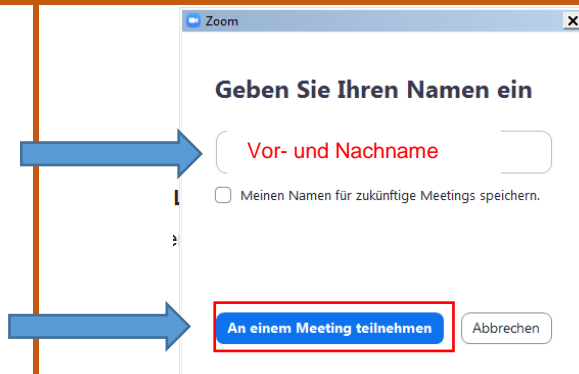 Zoom
Geben Sie Ihren Namen ein
Vor- und Nachname
Meinen Namen für zukünftige Meetings speichern.
An einem Meeting teilnehmen
Abbrechen